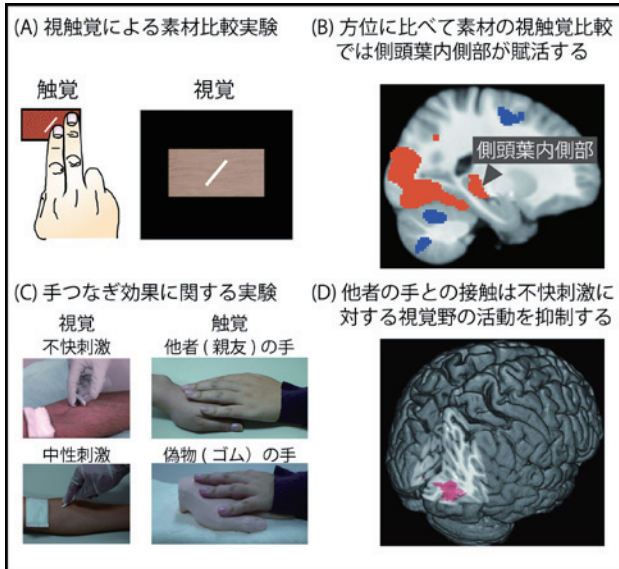 (A) 視触覚による素材比較実験
触覚
視覚
(B) 方位に比べて素材の視触覚比較
では側頭葉内側部が賦活する
側頭葉内側部
(C) 手つなぎ効果に関する実験
視覚
触覚
不快刺激
他者(親友)の手
中性刺激
偽物(ゴム)の手
(D) 他者の手との接触は不快刺激に
対する視覚野の活動を抑制する